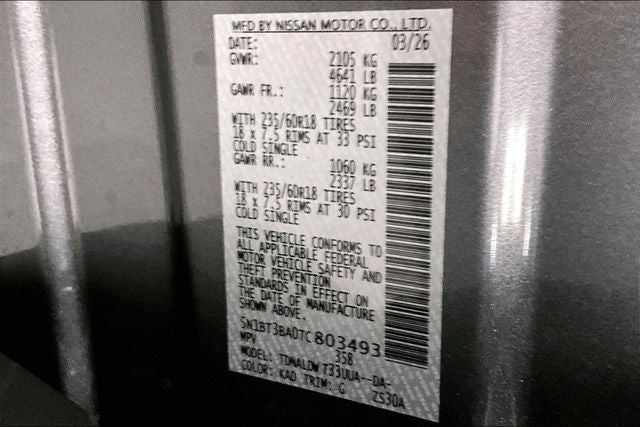 MFD BY NISSAN MOTOR CO., LTD.
DATE: 03/26
GVWR: 2105 KG
4641 LB
GAWR FR.: 1120 KG
2469 LB
WITH 235/60R18 TIRES
18 x 7.5 RIMS AT 33 PSI
COLD SINGLE
GAWR RR.: 1060 KG
2337 LB
WITH 235/60R18 TIRES
18 x 7.5 RIMS AT 30 PSI
COLD SINGLE
THIS VEHICLE CONFORMS TO
ALL APPLICABLE FEDERAL
MOTOR VEHICLE SAFETY AND
THEFT PREVENTION
STANDARDS IN EFFECT ON
THE DATE OF MANUFACTURE
SHOWN ABOVE.
5N1BT3BA0TC803493
MPV 358
MODEL: TDNALDW T33UUA--DA-
COLOR: KAD TRIM: G ZS30A